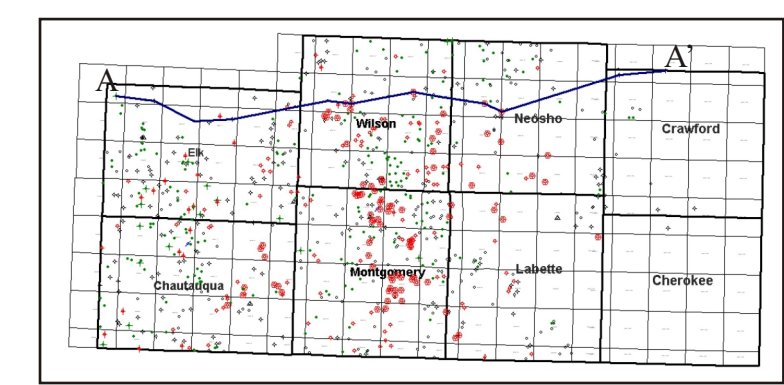 A
A’
Wilson
Neosho
Crawford
Elk
Montgomery
Labette
Cherokee
Chautauqua